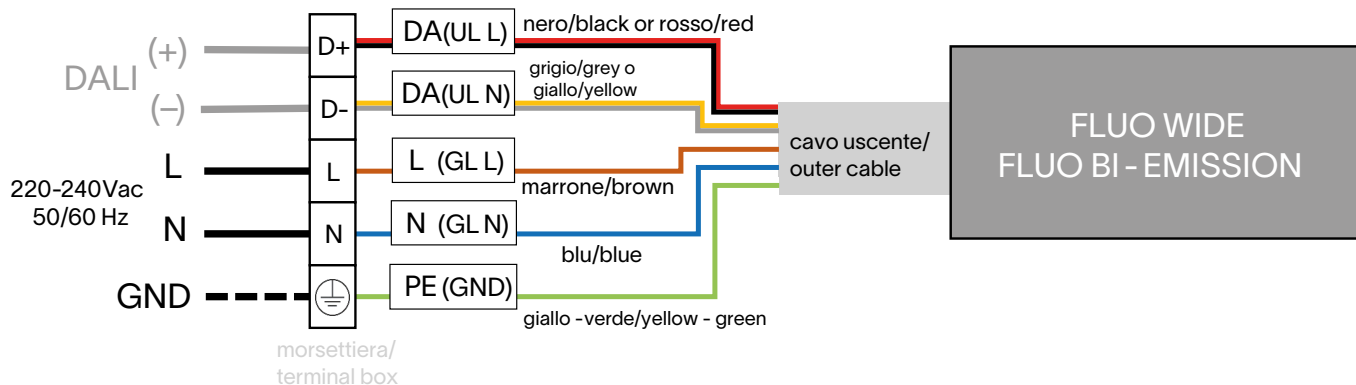 DALI
(+)
(–)
L
N
GND
220-240Vac
50/60 Hz
D+
D-
L
N
morsettiera/
terminal box
DA(UL L)
nero/black or rosso/red
DA(UL N)
grigio/grey o
giallo/yellow
L (GL L)
marrone/brown
N (GL N)
blu/blue
PE (GND)
giallo -verde/yellow - green
cavo uscente/
outer cable
FLUO WIDE
FLUO BI - EMISSION